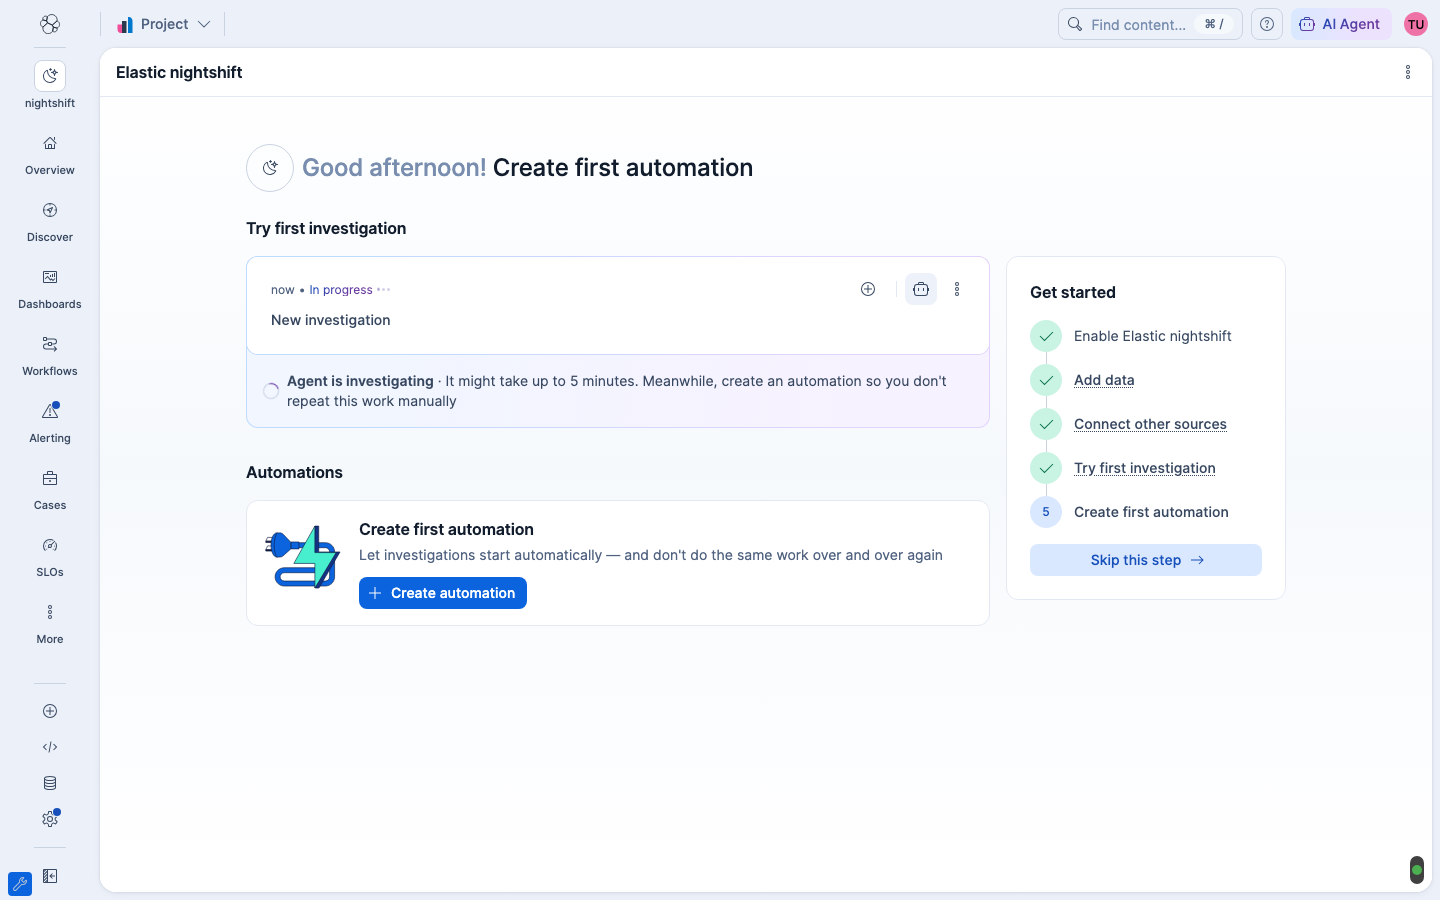 Project
Find content...
⌘ /
AI Agent
TU
nightshift
Overview
Discover
Dashboards
Workflows
Alerting
Cases
SLOs
More
Elastic nightshift
Good afternoon! Create first automation
Try first investigation
now • In progress
New investigation
Agent is investigating · It might take up to 5 minutes. Meanwhile, create an automation so you don't
repeat this work manually
Automations
Create first automation
Let investigations start automatically — and don't do the same work over and over again
Create automation
Get started
Enable Elastic nightshift
Add data
Connect other sources
Try first investigation
5 Create first automation
Skip this step